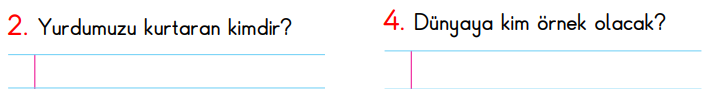 2. Yurdumuzu kurtaran kimdir?
4. Dünyaya kim örnek olacak?